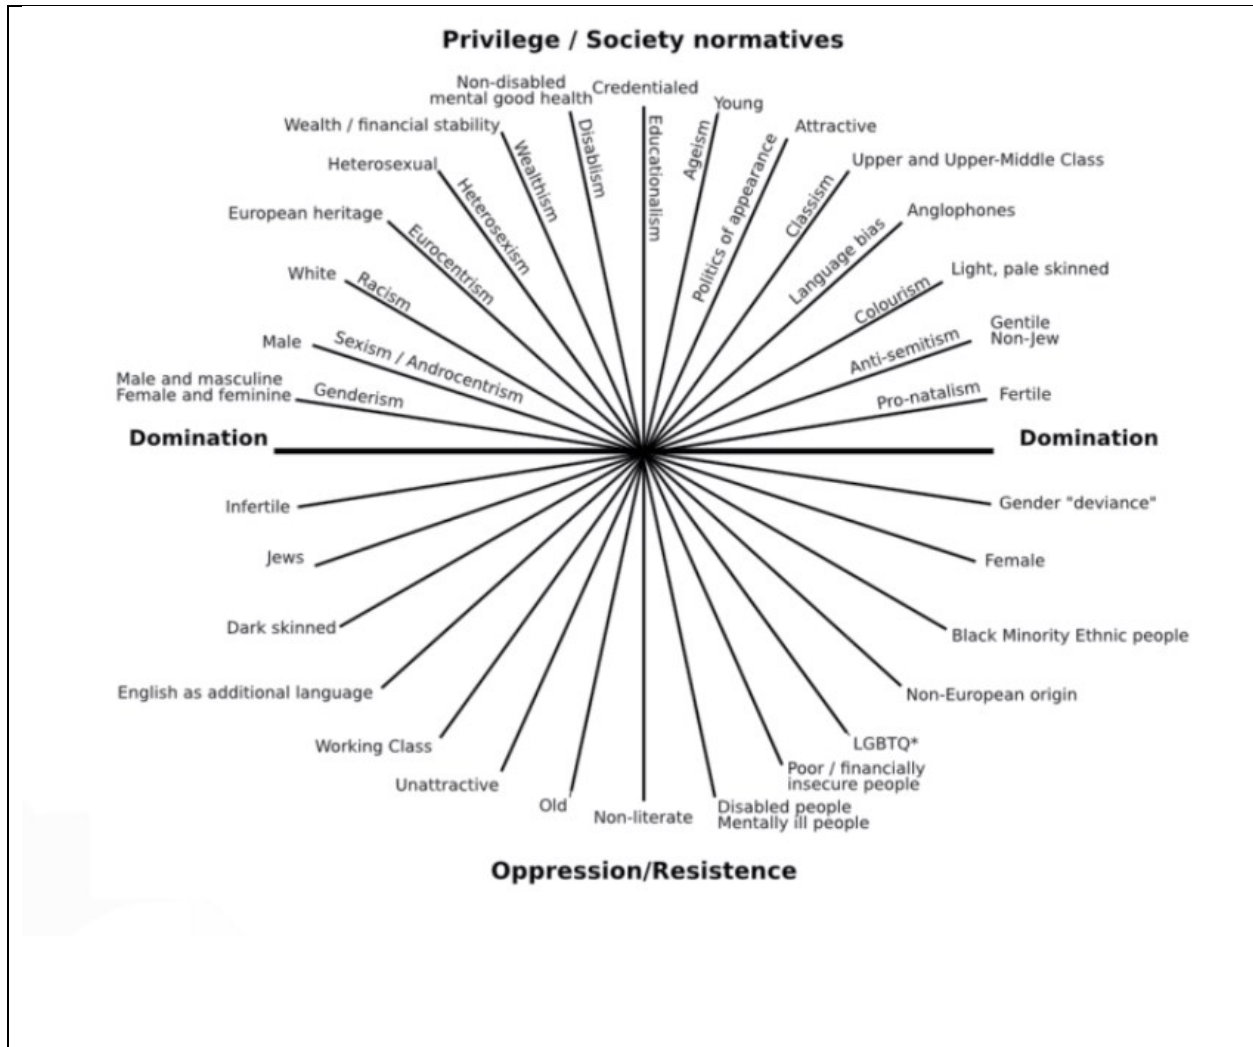 Privilege / Society normatives
Non-disabled
mental good health
Credentialed
Young
Wealth / financial stability
Attractive
Heterosexual
Upper and Upper-Middle Class
European heritage
Anglophones
White
Light, pale skinned
Male
Gentile
Non-Jew
Male and masculine
Female and feminine
Fertile
Genderism
Sexism / Androcentrism
Racism
Eurocentrism
Heterosexism
Wealthism
Disablism
Educationalism
Ageism
Politics of appearance
Classism
Language bias
Colourism
Anti-semitism
Pro-natalism
Domination
Domination
Infertile
Gender "deviance"
Jews
Female
Dark skinned
Black Minority Ethnic people
English as additional language
Non-European origin
Working Class
LGBTQ*
Unattractive
Poor / financially
insecure people
Old
Non-literate
Disabled people
Mentally ill people
Oppression/Resistence